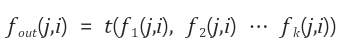 f_out(j,i) = t(f_1(j,i), f_2(j,i) ⋯ f_k(j,i))